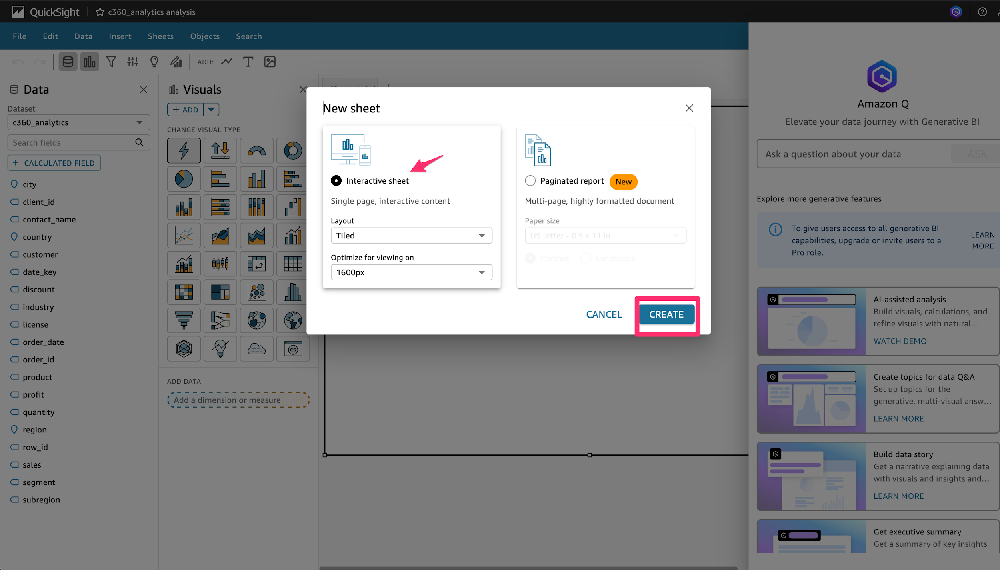 QuickSight
c360_analytics analysis
File Edit Data Insert Sheets Objects Search
ADD:
Data
Dataset
c360_analytics
Search fields
+ CALCULATED FIELD
city
client_id
contact_name
country
customer
date_key
discount
industry
license
order_date
order_id
product
profit
quantity
region
row_id
sales
segment
subregion
Visuals
+ ADD
CHANGE VISUAL TYPE
ADD DATA
Add a dimension or measure
New sheet
Interactive sheet
Single page, interactive content
Layout
Tiled
Optimize for viewing on
1600px
Paginated report
New
Multi-page, highly formatted document
Paper size
US letter - 8.5 x 11 in
Portrait Landscape
CANCEL
CREATE
Amazon Q
Elevate your data journey with Generative BI
Ask a question about your data
ASK
Explore more generative features
To give users access to all generative BI
capabilities, upgrade or invite users to a
Pro role.
LEARN
MORE
AI-assisted analysis
Build visuals, calculations, and
refine visuals with natural...
WATCH DEMO
Create topics for data Q&A
Set up topics for the
generative, multi-visual answ...
LEARN MORE
Build data story
Get a narrative explaining data
with visuals and insights and...
LEARN MORE
Get executive summary
Get a summary of key insights